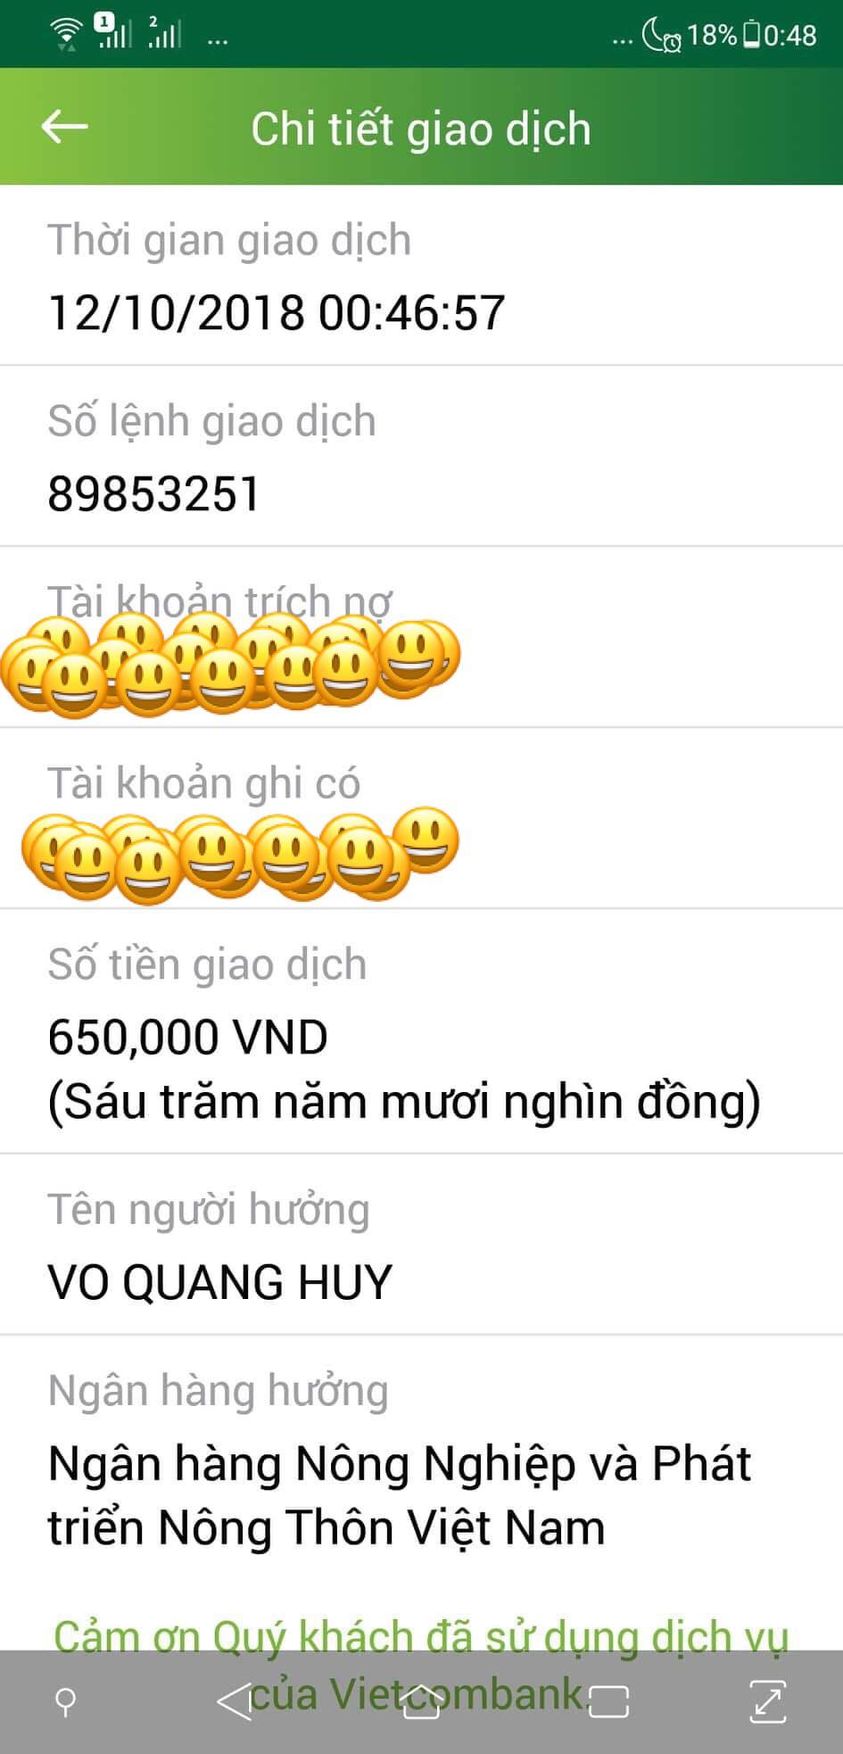 1 2 ... ... 18% 0:48
Chi tiết giao dịch
Thời gian giao dịch
12/10/2018 00:46:57
Số lệnh giao dịch
89853251
Tài khoản trích nợ
Tài khoản ghi có
Số tiền giao dịch
650,000 VND
(Sáu trăm năm mươi nghìn đồng)
Tên người hưởng
VO QUANG HUY
Ngân hàng hưởng
Ngân hàng Nông Nghiệp và Phát
triển Nông Thôn Việt Nam
Cảm ơn Quý khách đã sử dụng dịch vụ
của Vietcombank.